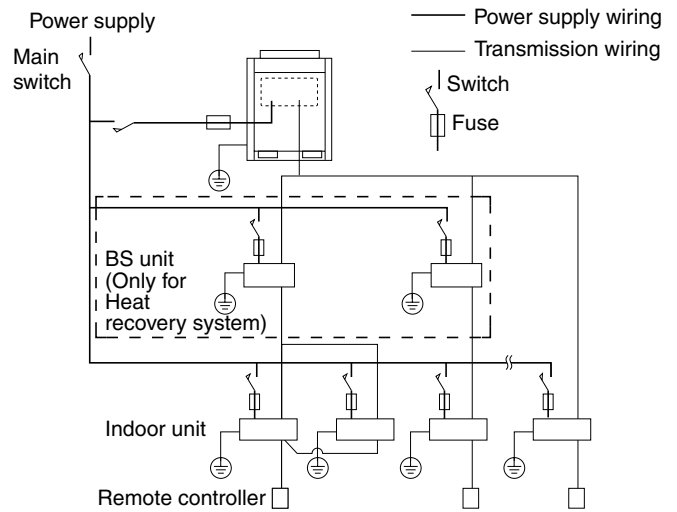 Power supply
Main
switch
Power supply wiring
Transmission wiring
Switch
Fuse
BS unit
(Only for
Heat
recovery system)
Indoor unit
Remote controller